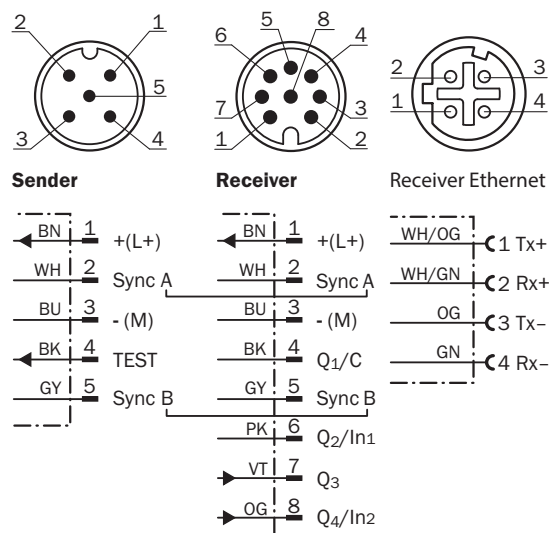 2 1
5
3 4
5 8
6 4
7 3
1 2
2 3
1 4
Sender
Receiver
Receiver Ethernet
BN 1 +(L+)
WH 2 Sync A
BU 3 - (M)
BK 4 TEST
GY 5 Sync B
BN 1 +(L+)
WH 2 Sync A
BU 3 - (M)
BK 4 Q1/C
GY 5 Sync B
PK 6 Q2/In1
VT 7 Q3
OG 8 Q4/In2
WH/OG 1 Tx+
WH/GN 2 Rx+
OG 3 Tx–
GN 4 Rx–